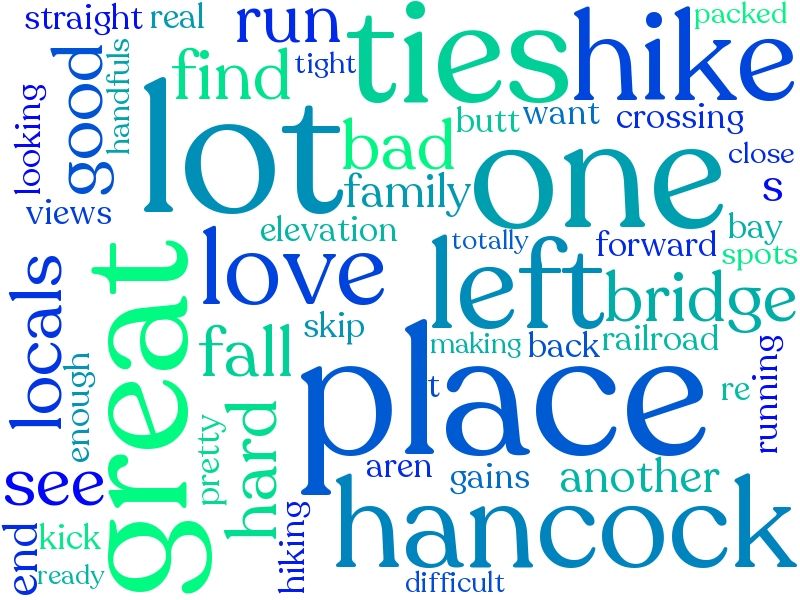 straight
real
run
ties
hike
packed
find
tight
good
handfuls
looking
lot
butt
want
crossing
bad
one
close
family
s
views
elevation
totally
forward
bay
spots
love
left
locals
great
bridge
fall
skip
making
back
railroad
place
t
re
running
enough
pretty
hard
see
aren
gains
another
hancock
end
kick
ready
hiking
difficult